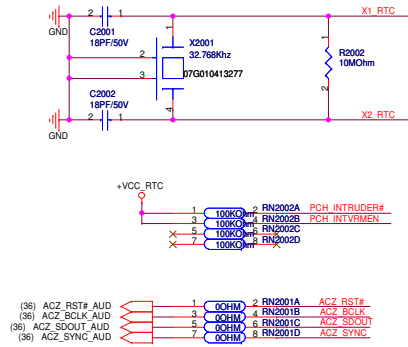 2 1 X1_RTC
C2001
GND 18PF/50V
1
X2001
32.768Khz
2
3
07G010413277
4
1
R2002
10MOhm
2
C2002
18PF/50V
2 1 X2_RTC
GND
+VCC_RTC
1 100KOhm 2 RN2002A PCH_INTRUDER#
3 100KOhm 4 RN2002B PCH_INTVRMEN
5 100KOhm 6 RN2002C
7 100KOhm 8 RN2002D
(36) ACZ_RST#_AUD 1 0OHM 2 RN2001A ACZ_RST#
(36) ACZ_BCLK_AUD 3 0OHM 4 RN2001B ACZ_BCLK
(36) ACZ_SDOUT_AUD 5 0OHM 6 RN2001C ACZ_SDOUT
(36) ACZ_SYNC_AUD 7 0OHM 8 RN2001D ACZ_SYNC